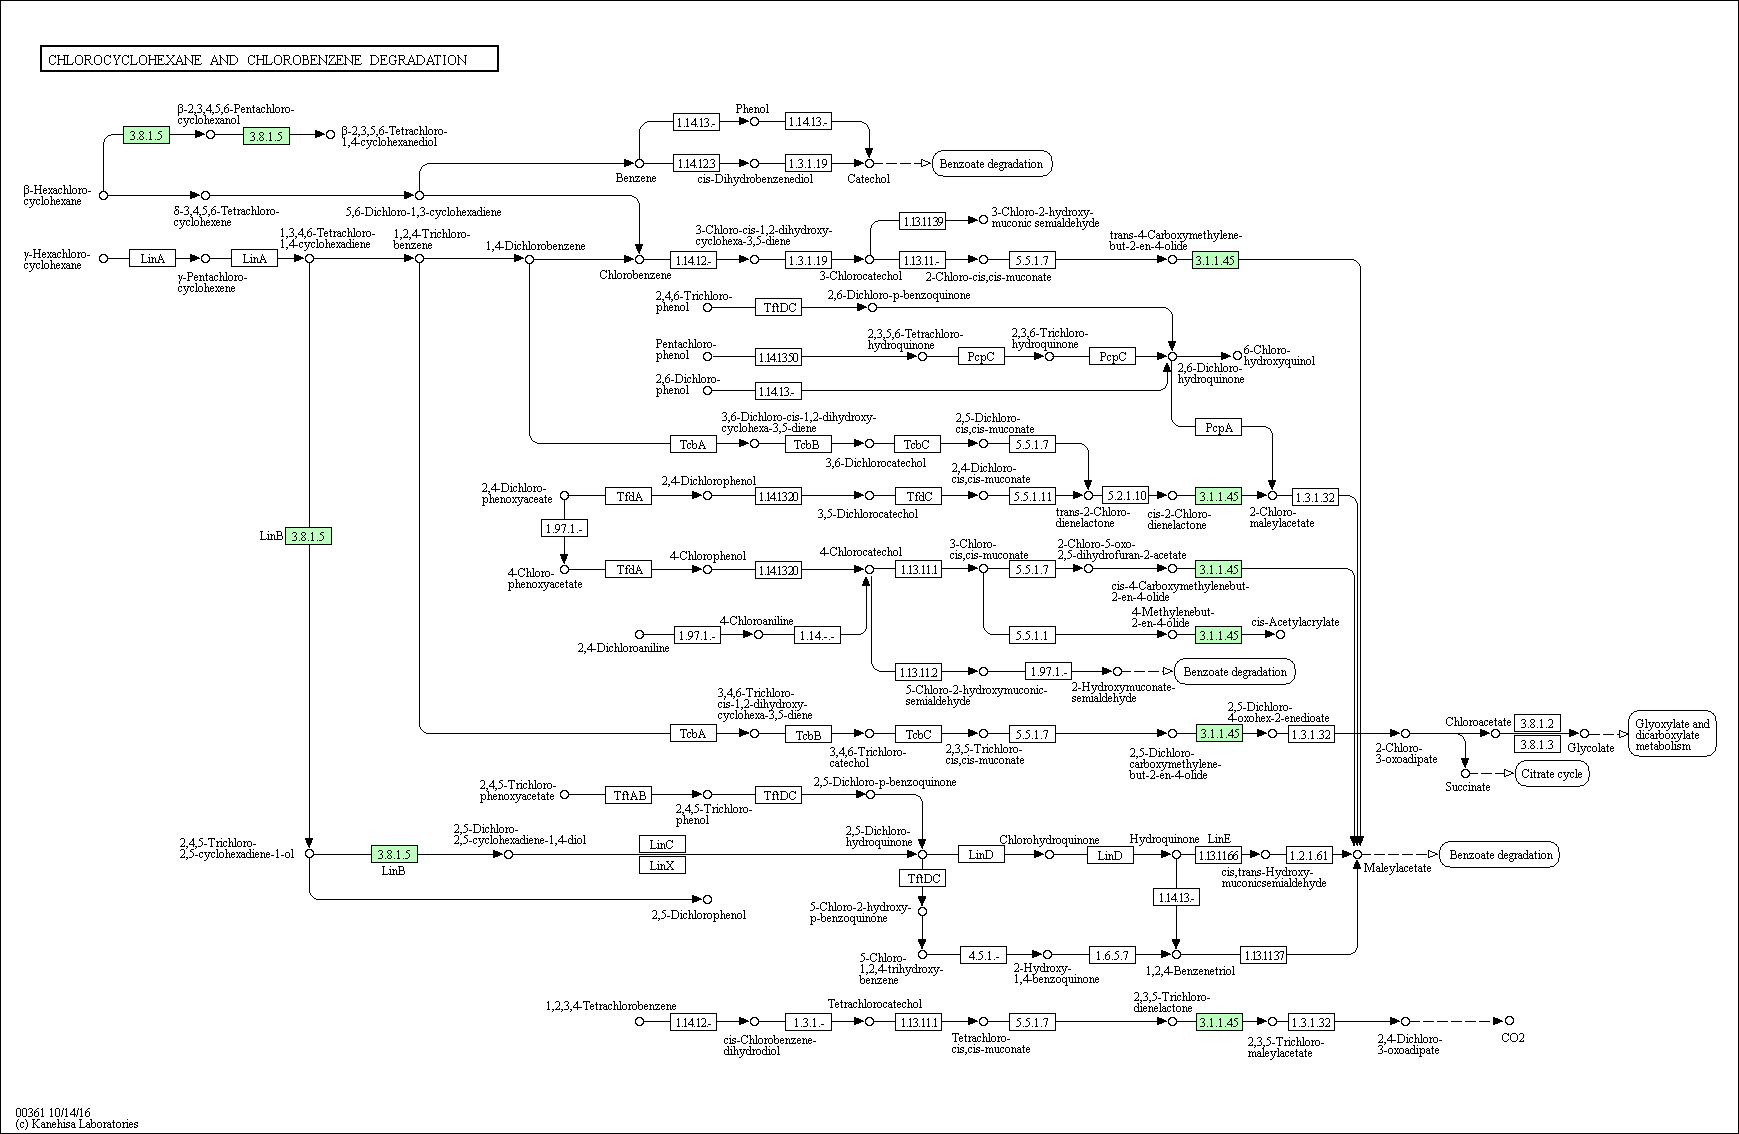 CHLOROCYCLOHEXANE AND CHLOROBENZENE DEGRADATION
β-2,3,4,5,6-Pentachloro-
cyclohexanol
3.8.1.5
3.8.1.5
β-2,3,5,6-Tetrachloro-
1,4-cyclohexanediol
Phenol
1.14.13.-
1.14.13.-
1.14.12.3
1.3.1.19
Benzene
cis-Dihydrobenzenediol
Catechol
Benzoate degradation
β-Hexachloro-
cyclohexane
δ-3,4,5,6-Tetrachloro-
cyclohexene
5,6-Dichloro-1,3-cyclohexadiene
γ-Hexachloro-
cyclohexane
LinA
γ-Pentachloro-
cyclohexene
LinA
1,3,4,6-Tetrachloro-
1,4-cyclohexadiene
1,2,4-Trichloro-
benzene
1,4-Dichlorobenzene
Chlorobenzene
1.14.12.-
3-Chloro-cis-1,2-dihydroxy-
cyclohexa-3,5-diene
1.3.1.19
3-Chlorocatechol
1.13.1139
3-Chloro-2-hydroxy-
muconic semialdehyde
1.13.11.-
2-Chloro-cis,cis-muconate
5.5.1.7
trans-4-Carboxymethylene-
but-2-en-4-olide
3.1.1.45
2,4,6-Trichloro-
phenol
TftDC
2,6-Dichloro-p-benzoquinone
Pentachloro-
phenol
1.14.1350
2,3,5,6-Tetrachloro-
hydroquinone
PcpC
2,3,6-Trichloro-
hydroquinone
PcpC
2,6-Dichloro-
hydroquinone
6-Chloro-
hydroxyquinol
2,6-Dichloro-
phenol
1.14.13.-
PcpA
TcbA
3,6-Dichloro-cis-1,2-dihydroxy-
cyclohexa-3,5-diene
TcbB
3,6-Dichlorocatechol
TcbC
2,5-Dichloro-
cis,cis-muconate
5.5.1.7
2,4-Dichloro-
phenoxyaceate
TfdA
2,4-Dichlorophenol
1.14.1320
3,5-Dichlorocatechol
TfdC
2,4-Dichloro-
cis,cis-muconate
5.5.1.11
trans-2-Chloro-
dienelactone
5.2.1.10
cis-2-Chloro-
dienelactone
3.1.1.45
2-Chloro-
maleylacetate
1.3.1.32
1.97.1.-
LinB
3.8.1.5
4-Chloro-
phenoxyacetate
TfdA
4-Chlorophenol
1.14.1320
4-Chlorocatechol
1.13.11.1
3-Chloro-
cis,cis-muconate
5.5.1.7
2-Chloro-5-oxo-
2,5-dihydrofuran-2-acetate
3.1.1.45
cis-4-Carboxymethylenebut-
2-en-4-olide
2,4-Dichloroaniline
1.97.1.-
4-Chloroaniline
1.14.-.-
5.5.1.1
4-Methylenebut-
2-en-4-olide
3.1.1.45
cis-Acetylacrylate
1.13.11.2
5-Chloro-2-hydroxymuconic-
semialdehyde
1.97.1.-
2-Hydroxymuconate-
semialdehyde
Benzoate degradation
TcbA
3,4,6-Trichloro-
cis-1,2-dihydroxy-
cyclohexa-3,5-diene
TcbB
3,4,6-Trichloro-
catechol
TcbC
2,3,5-Trichloro-
cis,cis-muconate
5.5.1.7
2,5-Dichloro-
carboxymethylene-
but-2-en-4-olide
3.1.1.45
2,5-Dichloro-
4-oxohex-2-enedioate
1.3.1.32
2-Chloro-
3-oxoadipate
Chloroacetate
3.8.1.2
3.8.1.3
Glycolate
Glyoxylate and
dicarboxylate
metabolism
Succinate
Citrate cycle
2,4,5-Trichloro-
phenoxyacetate
TftAB
2,4,5-Trichloro-
phenol
TftDC
2,5-Dichloro-p-benzoquinone
2,4,5-Trichloro-
2,5-cyclohexadiene-1-ol
3.8.1.5
LinB
2,5-Dichloro-
2,5-cyclohexadiene-1,4-diol
LinC
LinX
2,5-Dichloro-
hydroquinone
LinD
Chlorohydroquinone
LinD
Hydroquinone
LinE
1.13.1166
cis,trans-Hydroxy-
muconicsemialdehyde
1.2.1.61
Maleylacetate
Benzoate degradation
TftDC
1.14.13.-
2,5-Dichlorophenol
5-Chloro-2-hydroxy-
p-benzoquinone
5-Chloro-
1,2,4-trihydroxy-
benzene
4.5.1.-
2-Hydroxy-
1,4-benzoquinone
1.6.5.7
1,2,4-Benzenetriol
1.13.1137
1,2,3,4-Tetrachlorobenzene
1.14.12.-
cis-Chlorobenzene-
dihydrodiol
1.3.1.-
Tetrachlorocatechol
1.13.11.1
Tetrachloro-
cis,cis-muconate
5.5.1.7
2,3,5-Trichloro-
dienelactone
3.1.1.45
2,3,5-Trichloro-
maleylacetate
1.3.1.32
2,4-Dichloro-
3-oxoadipate
CO2
00361 10/14/16
(c) Kanehisa Laboratories